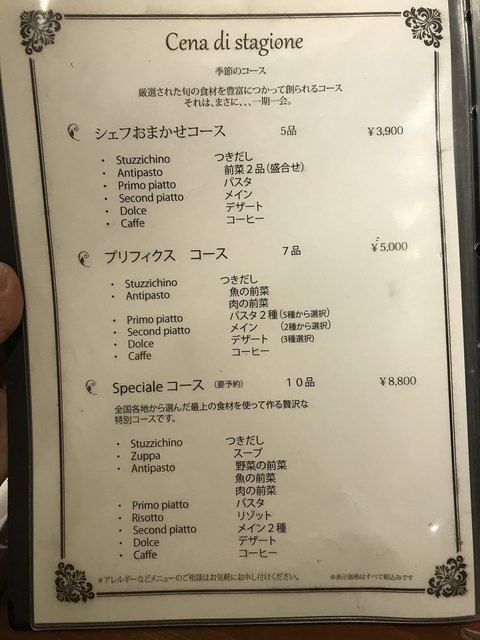 Cena di stagione
季節のコース
厳選された旬の食材を豊富につかって創られるコース
それは、まさに、、、一期一会。
シェフおまかせコース 5品 ¥3,900
・ Stuzzichino つきだし
・ Antipasto 前菜2品(盛合せ)
・ Primo piatto パスタ
・ Second piatto メイン
・ Dolce デザート
・ Caffe コーヒー
プリフィクス コース 7品 ¥5,000
・ Stuzzichino つきだし
・ Antipasto 魚の前菜
肉の前菜
・ Primo piatto パスタ2種(5種から選択)
・ Second piatto メイン (2種から選択)
・ Dolce デザート (3種選択)
・ Caffe コーヒー
Speciale コース (要予約) 10品 ¥8,800
全国各地から選んだ最上の食材を使って作る贅沢な
特別コースです。
・ Stuzzichino つきだし
・ Zuppa スープ
・ Antipasto 野菜の前菜
魚の前菜
肉の前菜
・ Primo piatto パスタ
・ Risotto リゾット
・ Second piatto メイン2種
・ Dolce デザート
・ Caffe コーヒー
*アレルギーなどメニューのご相談はお気軽にお申し付けください。 ※表示価格はすべて税込みです